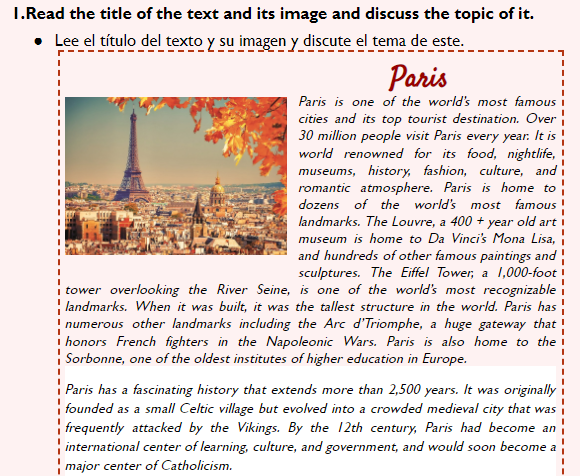 1.Read the title of the text and its image and discuss the topic of it.
● Lee el título del texto y su imagen y discute el tema de este.
Paris
Paris is one of the world's most famous
cities and its top tourist destination. Over
30 million people visit Paris every year. It is
world renowned for its food, nightlife,
museums, history, fashion, culture, and
romantic atmosphere. Paris is home to
dozens of the world's most famous
landmarks. The Louvre, a 400 + year old art
museum is home to Da Vinci's Mona Lisa,
and hundreds of other famous paintings and
sculptures. The Eiffel Tower, a 1,000-foot
tower overlooking the River Seine, is one of the world's most recognizable
landmarks. When it was built, it was the tallest structure in the world. Paris has
numerous other landmarks including the Arc d'Triomphe, a huge gateway that
honors French fighters in the Napoleonic Wars. Paris is also home to the
Sorbonne, one of the oldest institutes of higher education in Europe.
Paris has a fascinating history that extends more than 2,500 years. It was originally
founded as a small Celtic village but evolved into a crowded medieval city that was
frequently attacked by the Vikings. By the 12th century, Paris had become an
international center of learning, culture, and government, and would soon become a
major center of Catholicism.